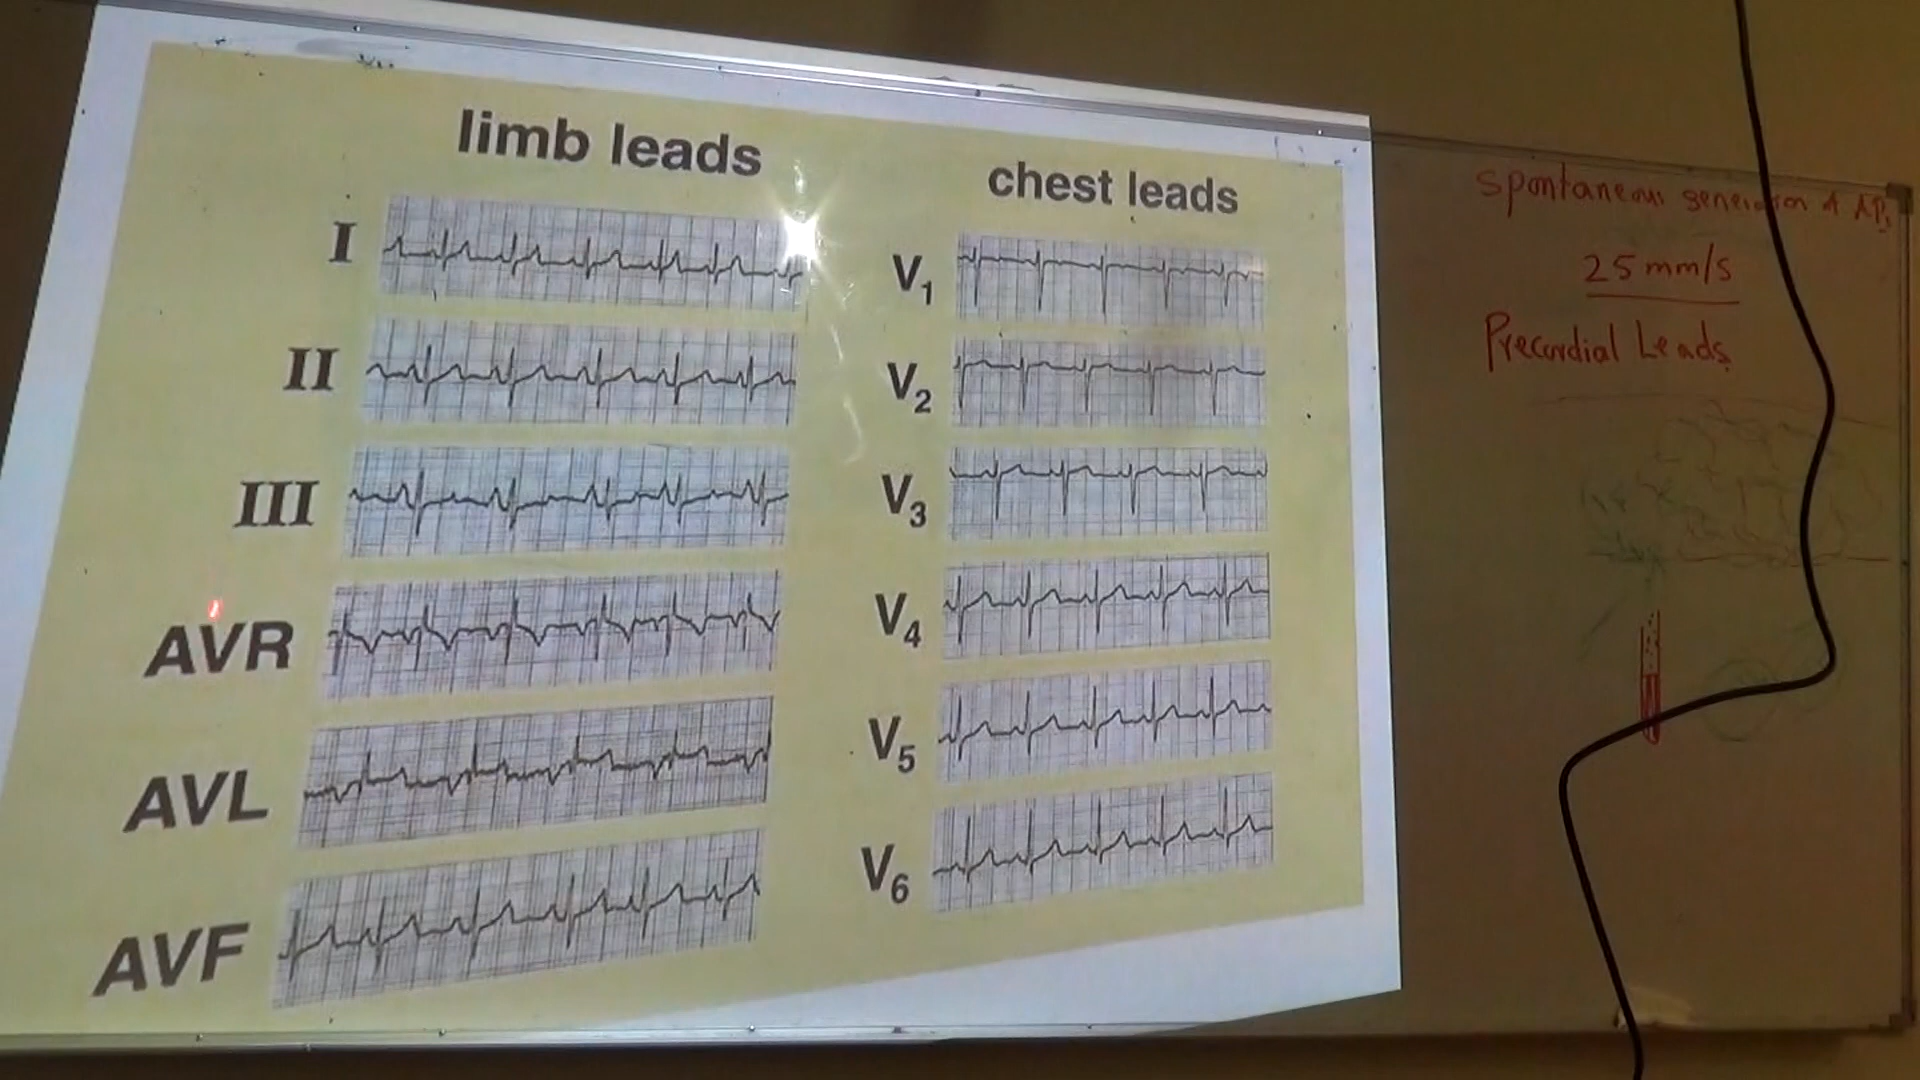 limb leads
I
II
III
AVR
AVL
AVF
chest leads
V₁
V₂
V₃
V₄
V₅
V₆
Spontaneous generation of APs
25 mm/s
Precordial Leads